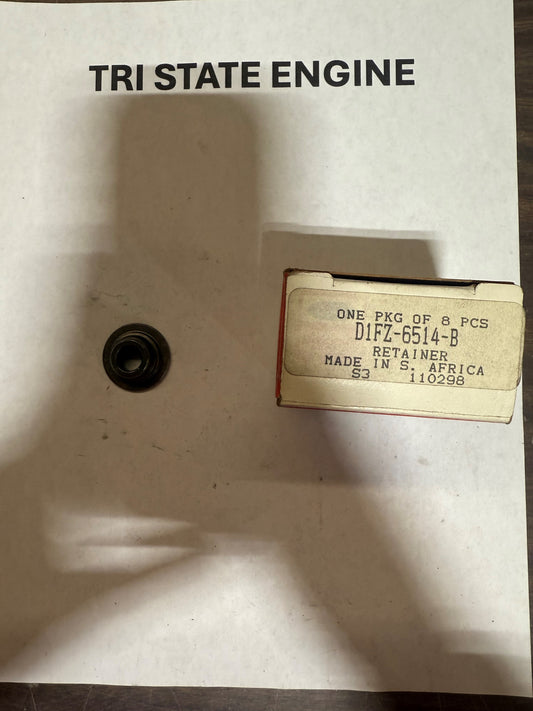 TRI STATE ENGINE
ONE PKG OF 8 PCS
D1FZ-6514-B
RETAINER
MADE IN S. AFRICA
S3 110298